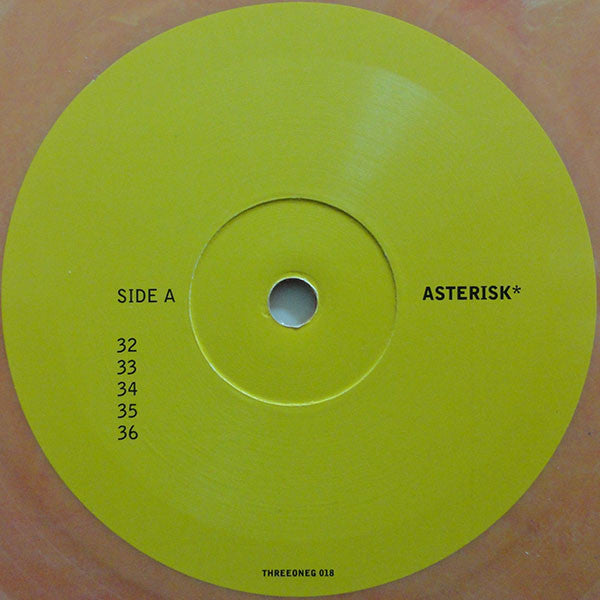 SIDE A
ASTERISK*
32
33
34
35
36
THREEONEG 018